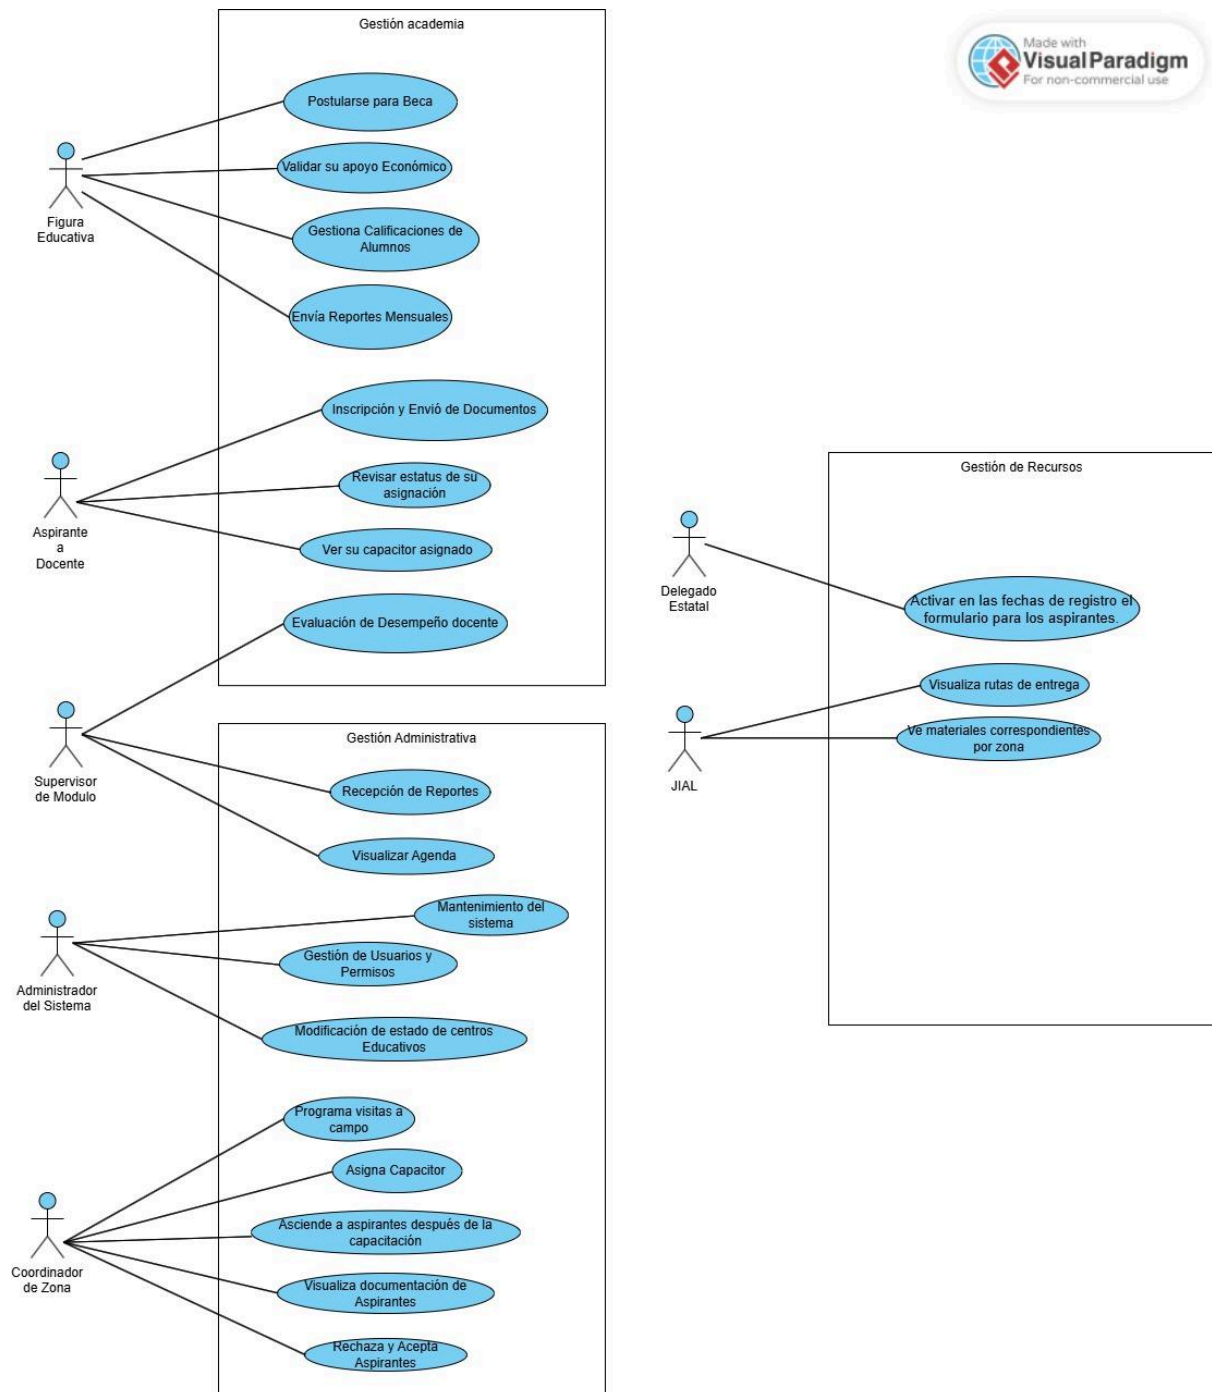 Gestión academia
Made with
Visual Paradigm
For non-commercial use
Postularse para Beca
Validar su apoyo Económico
Figura
Educativa
Gestiona Calificaciones de
Alumnos
Envía Reportes Mensuales
Inscripción y Envió de Documentos
Revisar estatus de su
asignación
Aspirante
a
Docente
Ver su capacitor asignado
Evaluación de Desempeño docente
Gestión de Recursos
Delegado
Estatal
Activar en las fechas de registro el
formulario para los aspirantes.
Visualiza rutas de entrega
Ve materiales correspondientes
por zona
JIAL
Gestión Administrativa
Supervisor
de Modulo
Recepción de Reportes
Visualizar Agenda
Mantenimiento del
sistema
Gestión de Usuarios y
Permisos
Administrador
del Sistema
Modificación de estado de centros
Educativos
Programa visitas a
campo
Asigna Capacitor
Asciende a aspirantes después de la
capacitación
Coordinador
de Zona
Visualiza documentación de
Aspirantes
Rechaza y Acepta
Aspirantes